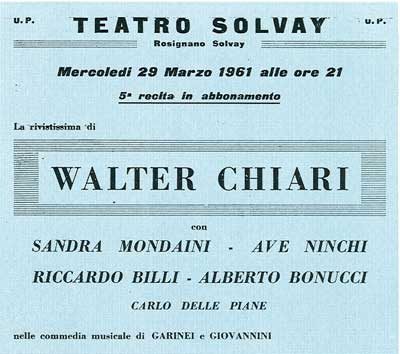 U. P. TEATRO SOLVAY U. P.
Rosignano Solvay
Mercoledì 29 Marzo 1961 alle ore 21
5ª recita in abbonamento
La rivistissima di
WALTER CHIARI
con
SANDRA MONDAINI - AVE NINCHI
RICCARDO BILLI - ALBERTO BONUCCI
CARLO DELLE PIANE
nelle commedia musicale di GARINEI e GIOVANNINI